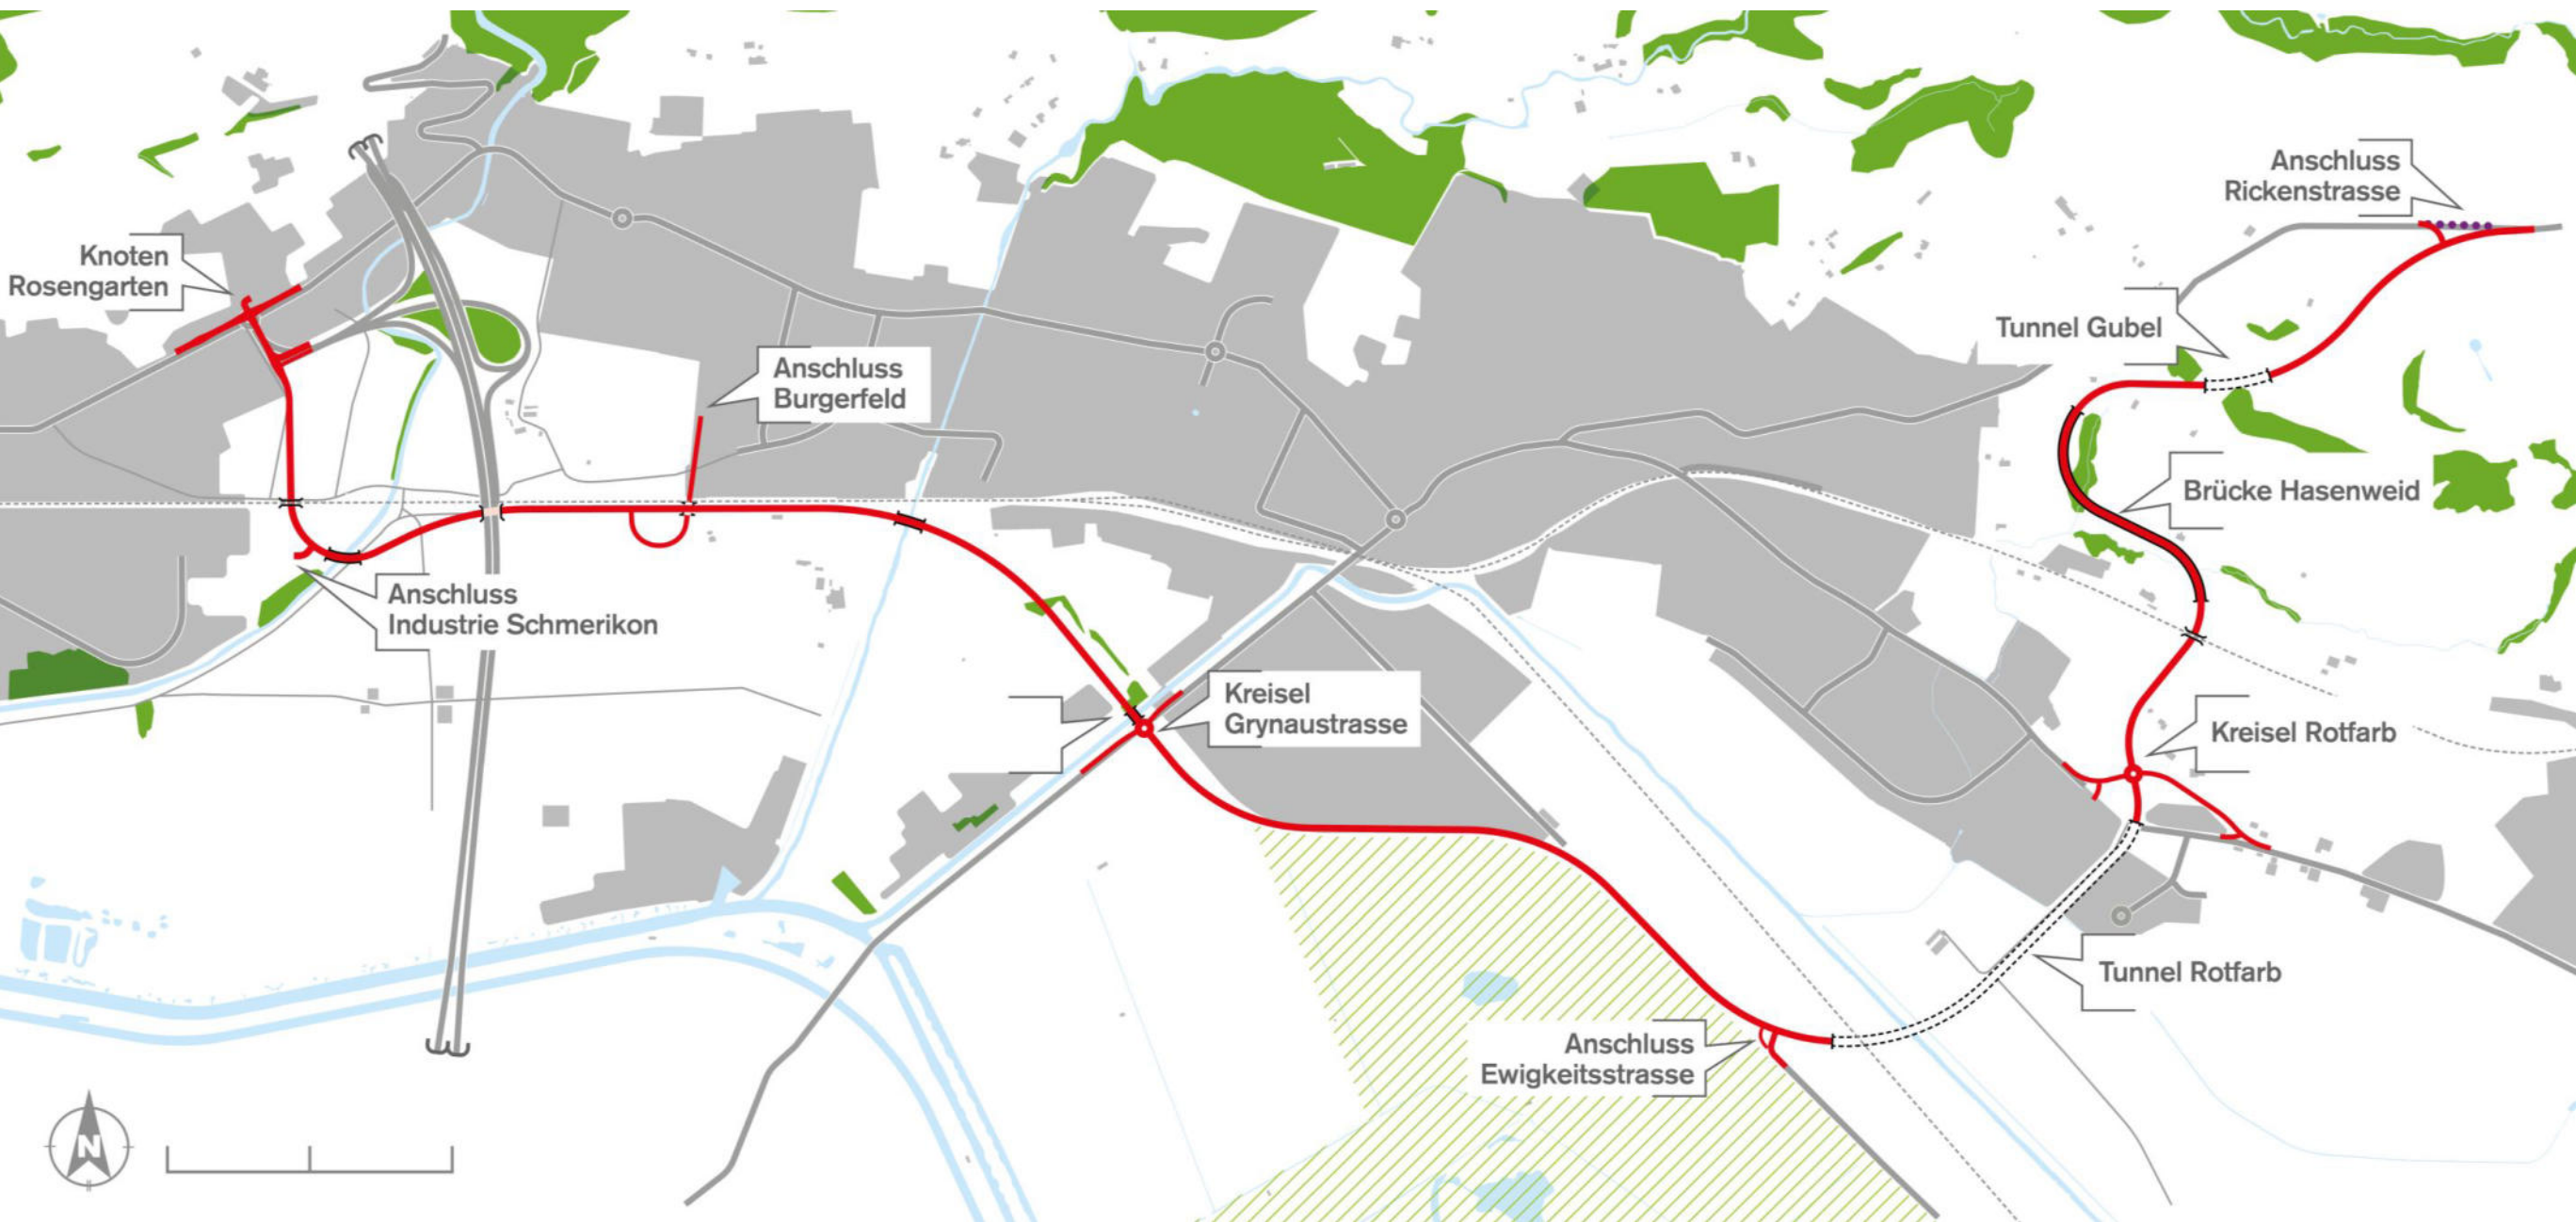 Anschluss
Rickenstrasse
Knoten
Rosengarten
Tunnel Gubel
Anschluss
Burgerfeld
Brücke Hasenweid
Anschluss
Industrie Schmerikon
Kreisel
Grynaustrasse
Kreisel Rotfarb
Tunnel Rotfarb
Anschluss
Ewigkeitsstrasse
N